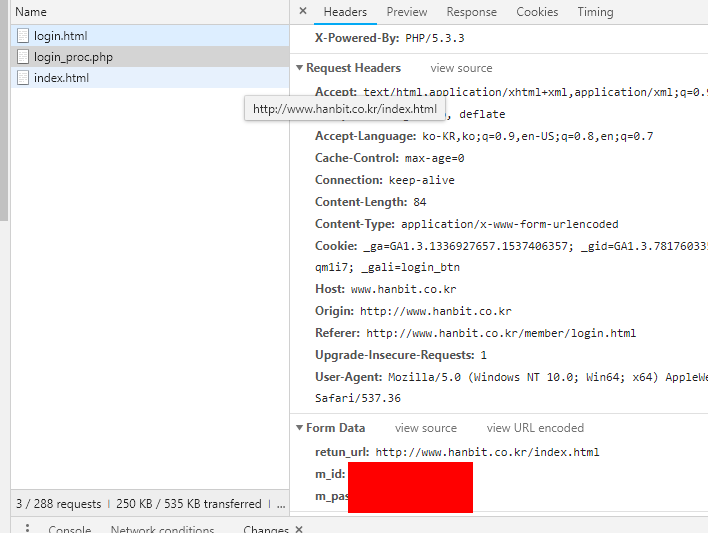 Name
login.html
login_proc.php
index.html
http://www.hanbit.co.kr/index.html
3 / 288 requests | 250 KB / 535 KB transferred | ...
× Headers Preview Response Cookies Timing
X-Powered-By: PHP/5.3.3
▼ Request Headers view source
Accept: text/html,application/xhtml+xml,application/xml;q=0.9
, deflate
Accept-Language: ko-KR,ko;q=0.9,en-US;q=0.8,en;q=0.7
Cache-Control: max-age=0
Connection: keep-alive
Content-Length: 84
Content-Type: application/x-www-form-urlencoded
Cookie: _ga=GA1.3.1336927657.1537406357; _gid=GA1.3.78176033
qm1i7; _gali=login_btn
Host: www.hanbit.co.kr
Origin: http://www.hanbit.co.kr
Referer: http://www.hanbit.co.kr/member/login.html
Upgrade-Insecure-Requests: 1
User-Agent: Mozilla/5.0 (Windows NT 10.0; Win64; x64) AppleWe
Safari/537.36
▼ Form Data view source view URL encoded
retun_url: http://www.hanbit.co.kr/index.html
m_id:
m_pas
Console Network conditions Changes ×